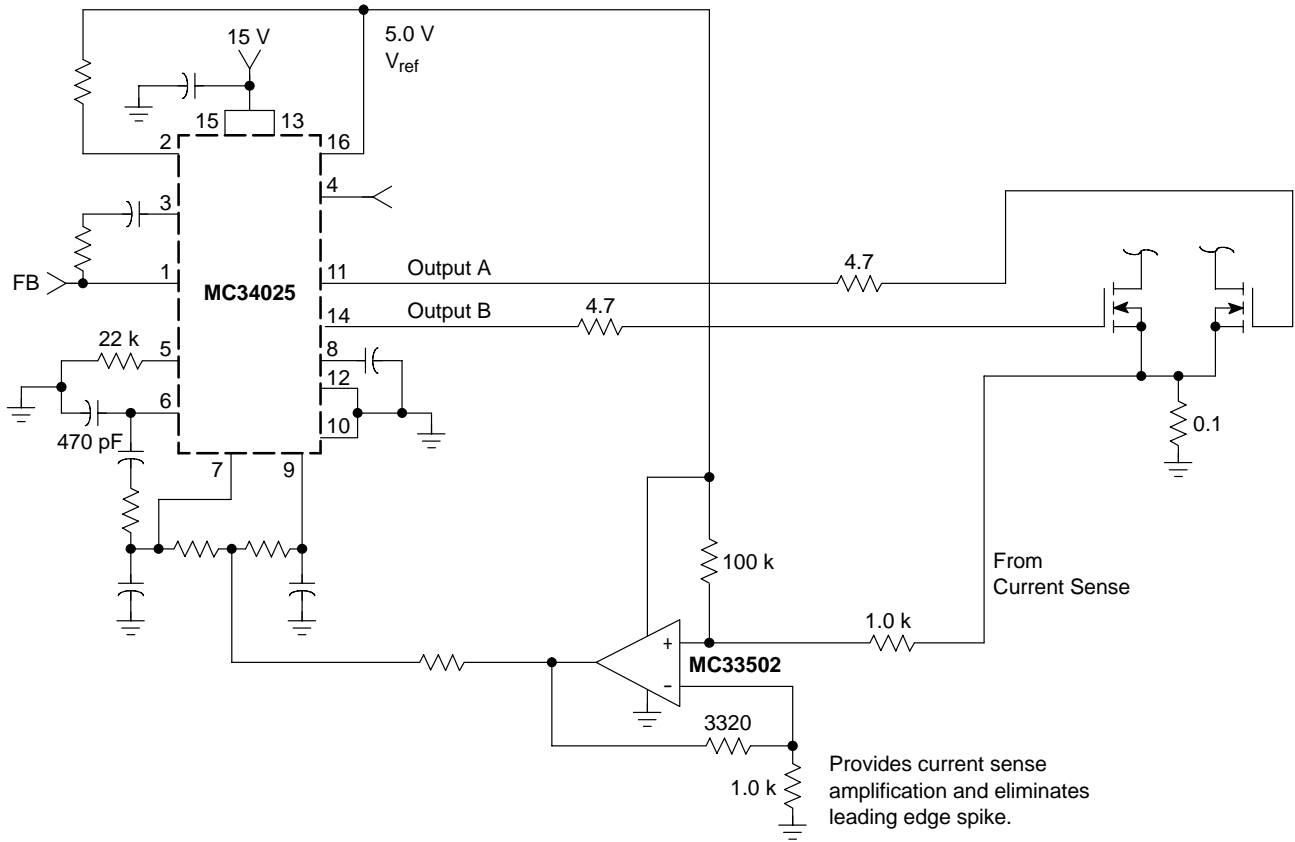 15 V
5.0 V
Vref
15
13
2
16
4
3
FB
1
MC34025
11
Output A
4.7
14
Output B
4.7
22 k
5
8
12
6
470 pF
10
7
9
0.1
100 k
From
Current Sense
1.0 k
+
MC33502
-
3320
1.0 k
Provides current sense
amplification and eliminates
leading edge spike.